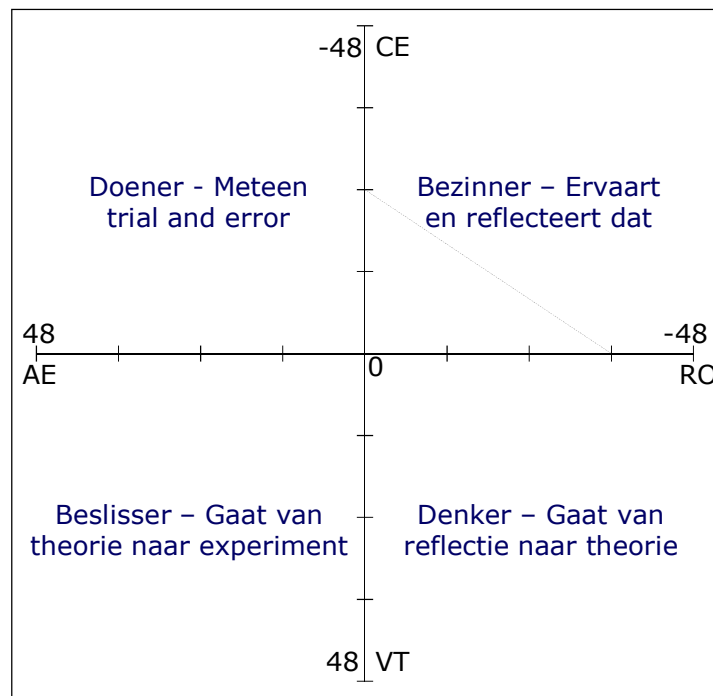 -48 CE
Doener - Meteen
trial and error
Bezinner – Ervaart
en reflecteert dat
48
-48
AE
0
RO
Beslisser – Gaat van
theorie naar experiment
Denker – Gaat van
reflectie naar theorie
48 VT